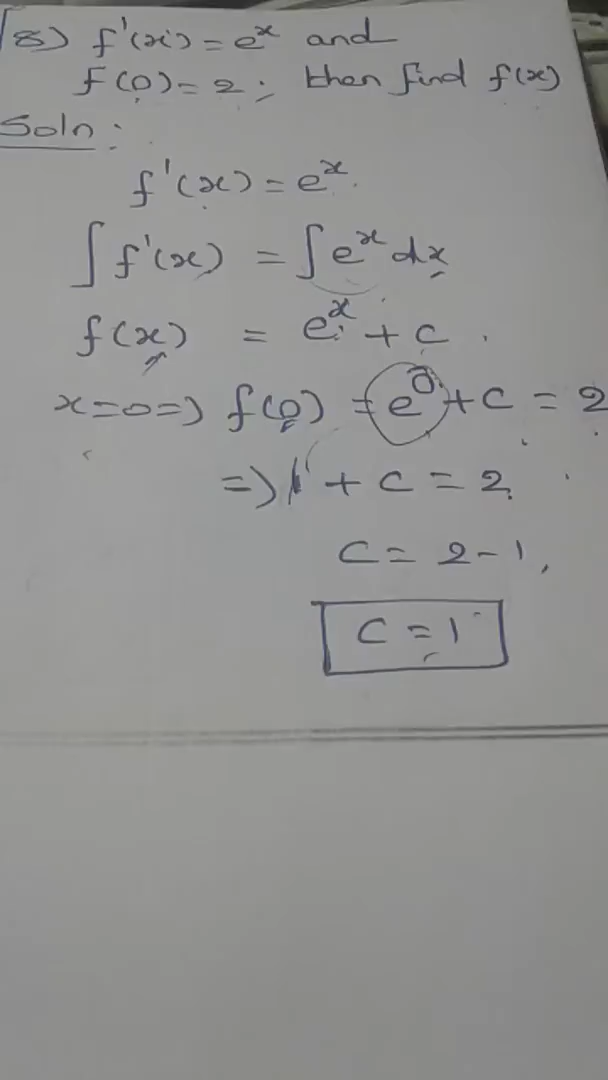 8) f'(x) = e^x and
f(0) = 2; then find f(x)
Soln:
f'(x) = e^x.
∫f'(x) = ∫e^x dx
f(x) = e^x + c.
x=0=> f(0) = e^0 + c = 2
=> 1 + c = 2.
c = 2 - 1,
c = 1